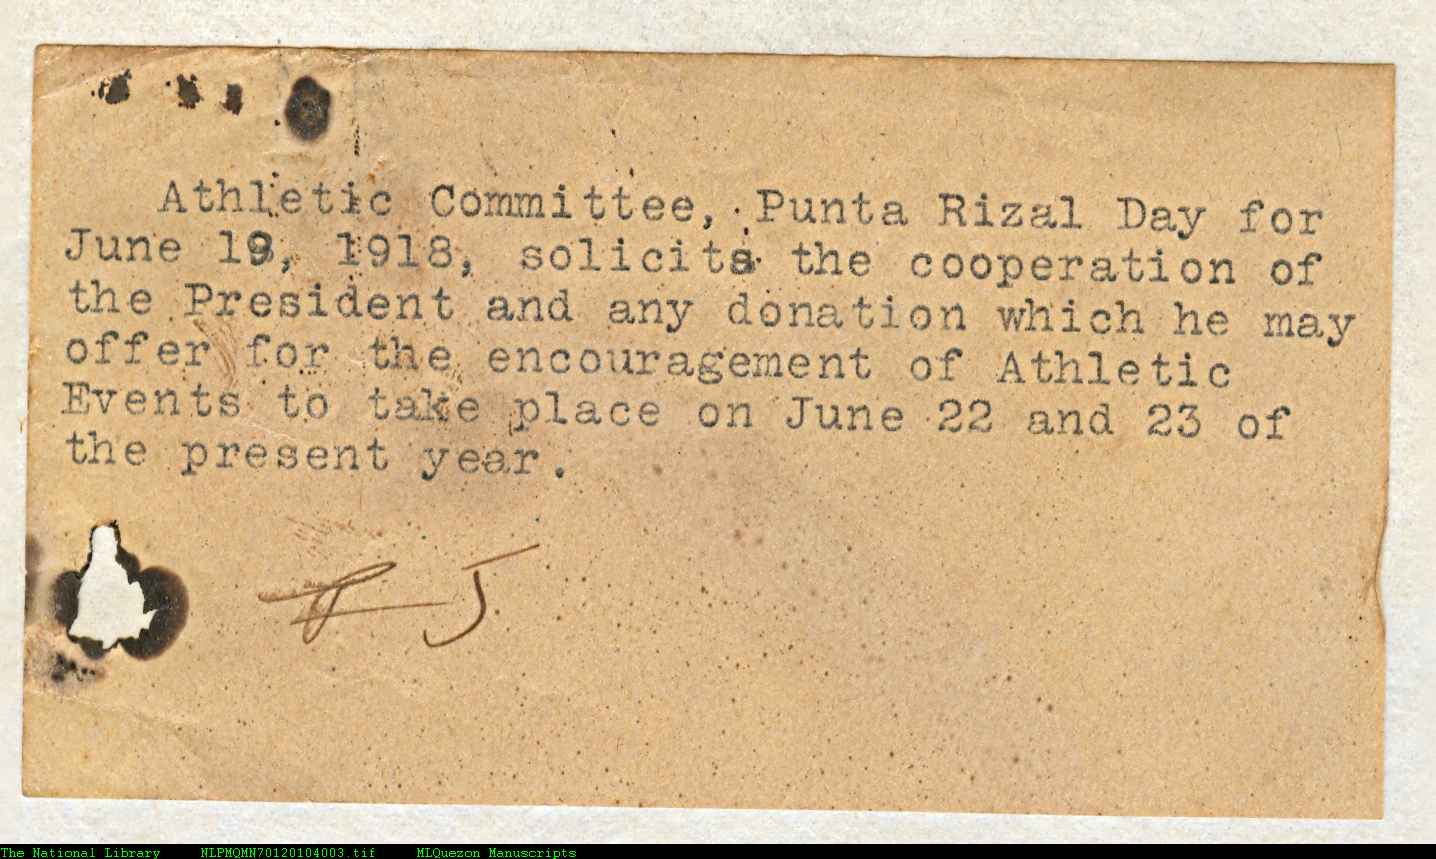 Athletic Committee, Punta Rizal Day for
June 19, 1918, solicits the cooperation of
the President and any donation which he may
offer for the encouragement of Athletic
Events to take place on June 22 and 23 of
the present year.
The National Library NLPMQMN70120104003.tif MLQuezon Manuscripts